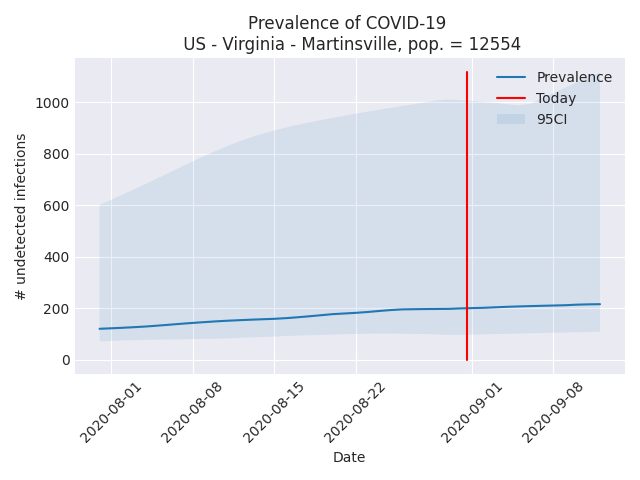 Prevalence of COVID-19
US - Virginia - Martinsville, pop. = 12554
Prevalence
Today
95CI
# undetected infections
1000
800
600
400
200
0
2020-08-01
2020-08-08
2020-08-15
2020-08-22
2020-09-01
2020-09-08
Date